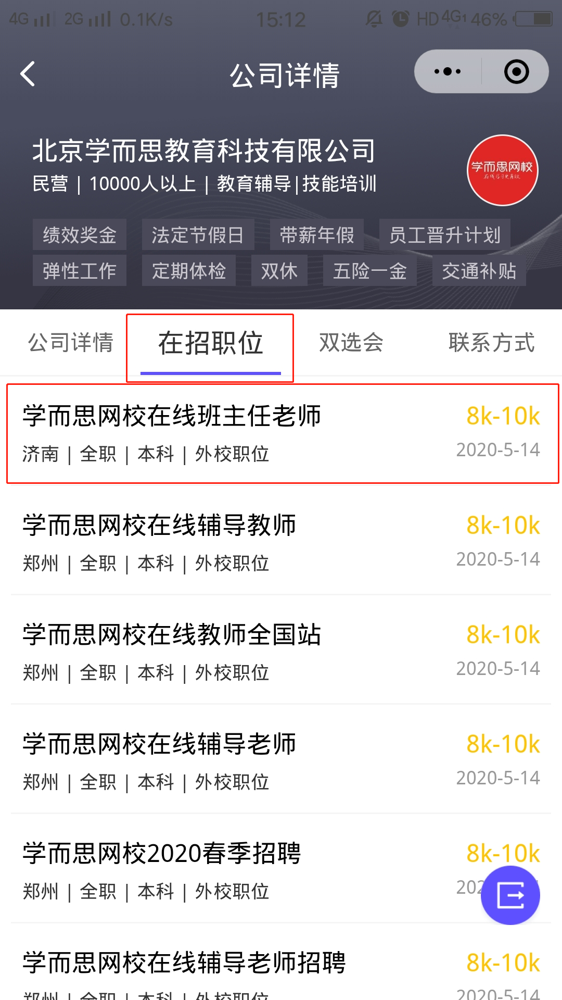 4G 2G 0.1K/s 15:12 HD 4G 46%
公司详情
北京学而思教育科技有限公司
民营 | 10000人以上 | 教育辅导|技能培训
学而思网校
绩效奖金 法定节假日 带薪年假 员工晋升计划
弹性工作 定期体检 双休 五险一金 交通补贴
公司详情 在招职位 双选会 联系方式
学而思网校在线班主任老师 8k-10k
济南 | 全职 | 本科 | 外校职位 2020-5-14
学而思网校在线辅导教师 8k-10k
郑州 | 全职 | 本科 | 外校职位 2020-5-14
学而思网校在线教师全国站 8k-10k
郑州 | 全职 | 本科 | 外校职位 2020-5-14
学而思网校在线辅导老师 8k-10k
郑州 | 全职 | 本科 | 外校职位 2020-5-14
学而思网校2020春季招聘 8k-10k
郑州 | 全职 | 本科 | 外校职位 202
学而思网校在线辅导老师招聘 8k-10k
郑州 | 全职 | 本科 | 外校职位 2020-5-14